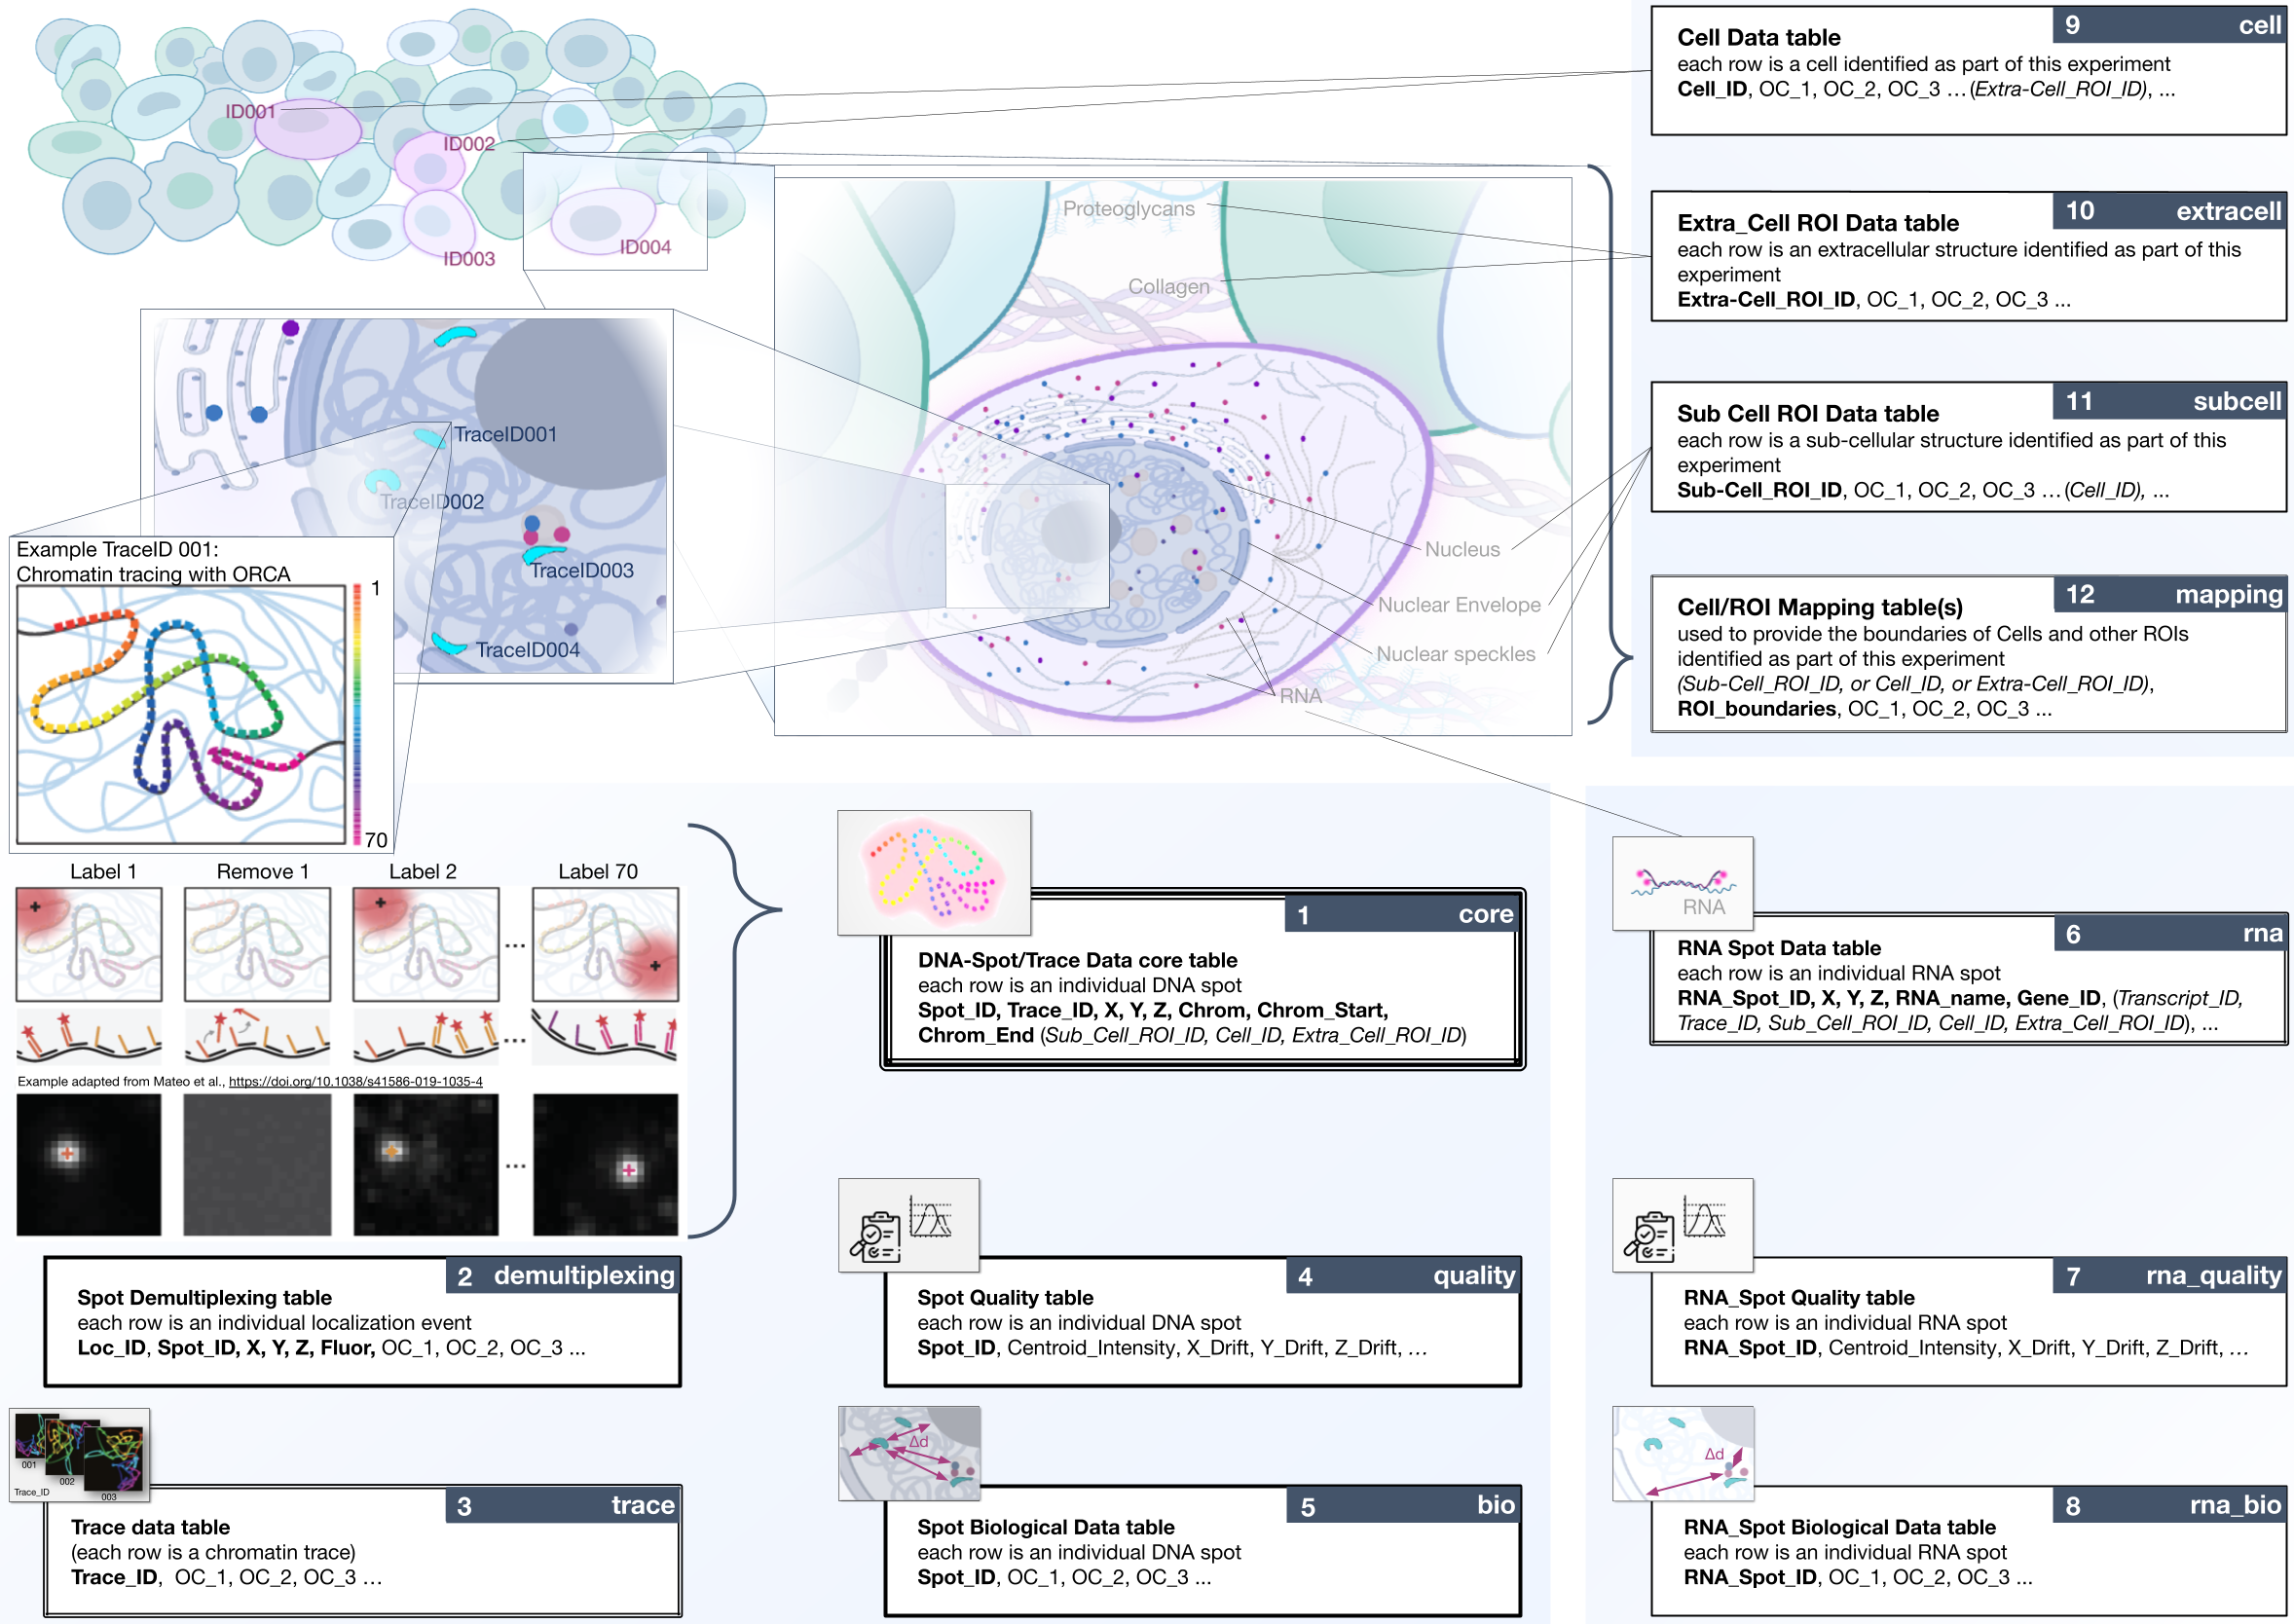 ID001
ID002
ID003
ID004
9 cell
Cell Data table
each row is a cell identified as part of this experiment
Cell_ID, OC_1, OC_2, OC_3 ... (Extra-Cell_ROI_ID), ...
10 extracell
Extra_Cell ROI Data table
each row is an extracellular structure identified as part of this
experiment
Extra-Cell_ROI_ID, OC_1, OC_2, OC_3 ...
11 subcell
Sub Cell ROI Data table
each row is a sub-cellular structure identified as part of this
experiment
Sub-Cell_ROI_ID, OC_1, OC_2, OC_3 ... (Cell_ID), ...
12 mapping
Cell/ROI Mapping table(s)
used to provide the boundaries of Cells and other ROIs
identified as part of this experiment
(Sub-Cell_ROI_ID, or Cell_ID, or Extra-Cell_ROI_ID),
ROI_boundaries, OC_1, OC_2, OC_3 ...
Proteoglycans
Collagen
Nucleus
Nuclear Envelope
Nuclear speckles
RNA
TraceID001
TraceID002
TraceID003
TraceID004
Example TraceID 001:
Chromatin tracing with ORCA
1
70
Label 1
Remove 1
Label 2
Label 70
...
...
Example adapted from Mateo et al., https://doi.org/10.1038/s41586-019-1035-4
...
1 core
DNA-Spot/Trace Data core table
each row is an individual DNA spot
Spot_ID, Trace_ID, X, Y, Z, Chrom, Chrom_Start,
Chrom_End (Sub_Cell_ROI_ID, Cell_ID, Extra_Cell_ROI_ID)
RNA
6 rna
RNA Spot Data table
each row is an individual RNA spot
RNA_Spot_ID, X, Y, Z, RNA_name, Gene_ID, (Transcript_ID,
Trace_ID, Sub_Cell_ROI_ID, Cell_ID, Extra_Cell_ROI_ID), ...
2 demultiplexing
Spot Demultiplexing table
each row is an individual localization event
Loc_ID, Spot_ID, X, Y, Z, Fluor, OC_1, OC_2, OC_3 ...
4 quality
Spot Quality table
each row is an individual DNA spot
Spot_ID, Centroid_Intensity, X_Drift, Y_Drift, Z_Drift, ...
7 rna_quality
RNA_Spot Quality table
each row is an individual RNA spot
RNA_Spot_ID, Centroid_Intensity, X_Drift, Y_Drift, Z_Drift, ...
001
002
003
Trace_ID
3 trace
Trace data table
(each row is a chromatin trace)
Trace_ID, OC_1, OC_2, OC_3 ...
Δd
5 bio
Spot Biological Data table
each row is an individual DNA spot
Spot_ID, OC_1, OC_2, OC_3 ...
Δd
8 rna_bio
RNA_Spot Biological Data table
each row is an individual RNA spot
RNA_Spot_ID, OC_1, OC_2, OC_3 ...